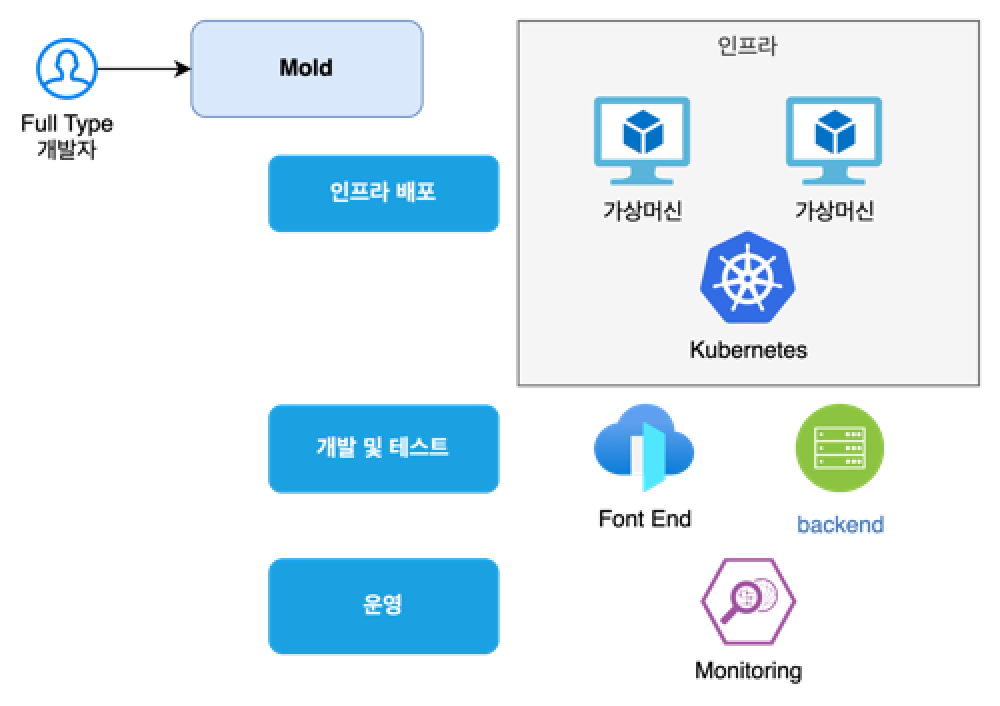 Full Type
개발자
Mold
인프라
가상머신
가상머신
Kubernetes
인프라 배포
개발 및 테스트
Font End
backend
운영
Monitoring